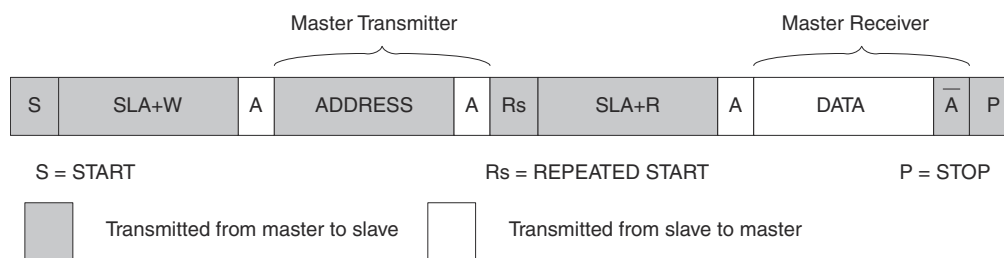 Master Transmitter Master Receiver
S SLA+W A ADDRESS A Rs SLA+R A DATA A̅ P
S = START Rs = REPEATED START P = STOP
Transmitted from master to slave Transmitted from slave to master